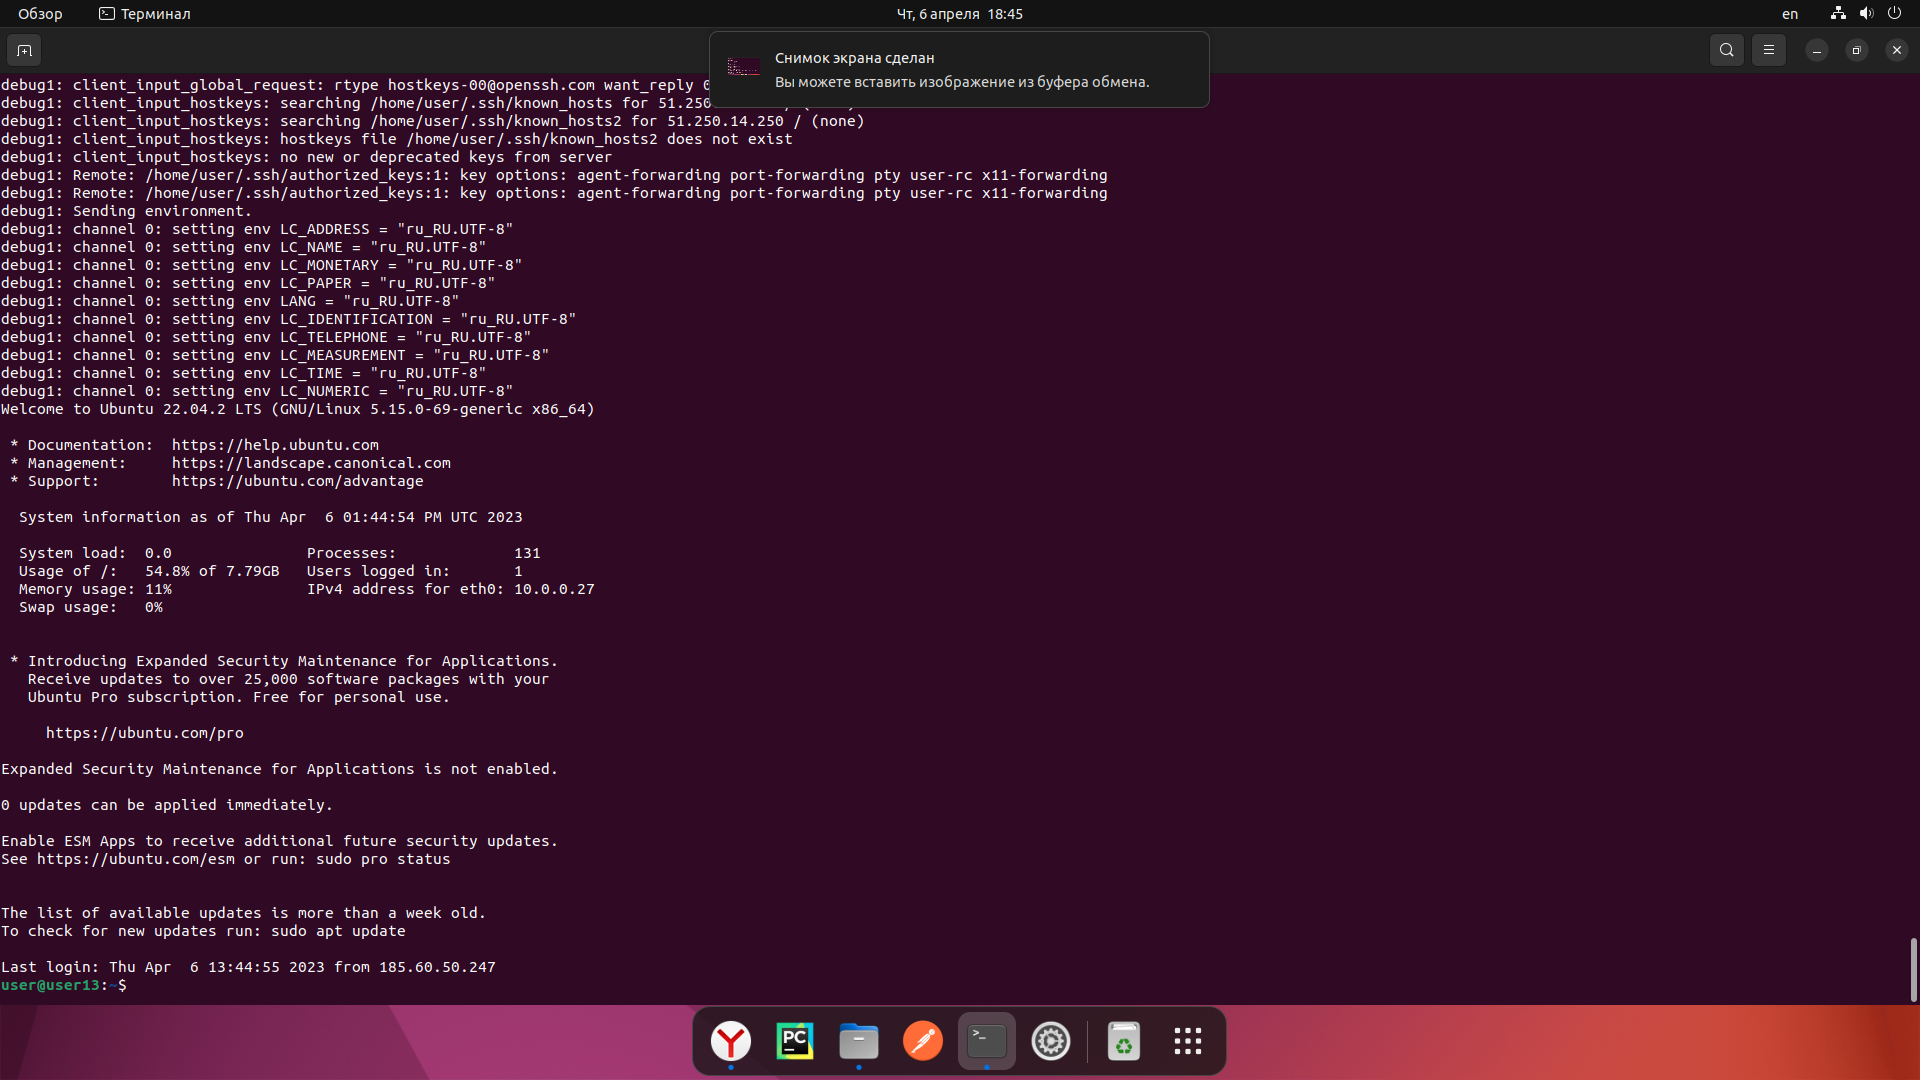 Обзор
Терминал
Чт, 6 апреля 18:45
en
Снимок экрана сделан
Вы можете вставить изображение из буфера обмена.
debug1: client_input_global_request: rtype hostkeys-00@openssh.com want_reply
debug1: client_input_hostkeys: searching /home/user/.ssh/known_hosts for 51.250
debug1: client_input_hostkeys: searching /home/user/.ssh/known_hosts2 for 51.250.14.250 / (none)
debug1: client_input_hostkeys: hostkeys file /home/user/.ssh/known_hosts2 does not exist
debug1: client_input_hostkeys: no new or deprecated keys from server
debug1: Remote: /home/user/.ssh/authorized_keys:1: key options: agent-forwarding port-forwarding pty user-rc x11-forwarding
debug1: Remote: /home/user/.ssh/authorized_keys:1: key options: agent-forwarding port-forwarding pty user-rc x11-forwarding
debug1: Sending environment.
debug1: channel 0: setting env LC_ADDRESS = "ru_RU.UTF-8"
debug1: channel 0: setting env LC_NAME = "ru_RU.UTF-8"
debug1: channel 0: setting env LC_MONETARY = "ru_RU.UTF-8"
debug1: channel 0: setting env LC_PAPER = "ru_RU.UTF-8"
debug1: channel 0: setting env LANG = "ru_RU.UTF-8"
debug1: channel 0: setting env LC_IDENTIFICATION = "ru_RU.UTF-8"
debug1: channel 0: setting env LC_TELEPHONE = "ru_RU.UTF-8"
debug1: channel 0: setting env LC_MEASUREMENT = "ru_RU.UTF-8"
debug1: channel 0: setting env LC_TIME = "ru_RU.UTF-8"
debug1: channel 0: setting env LC_NUMERIC = "ru_RU.UTF-8"
Welcome to Ubuntu 22.04.2 LTS (GNU/Linux 5.15.0-69-generic x86_64)
* Documentation: https://help.ubuntu.com
* Management: https://landscape.canonical.com
* Support: https://ubuntu.com/advantage
System information as of Thu Apr 6 01:44:54 PM UTC 2023
System load: 0.0 Processes: 131
Usage of /: 54.8% of 7.79GB Users logged in: 1
Memory usage: 11% IPv4 address for eth0: 10.0.0.27
Swap usage: 0%
* Introducing Expanded Security Maintenance for Applications.
Receive updates to over 25,000 software packages with your
Ubuntu Pro subscription. Free for personal use.
https://ubuntu.com/pro
Expanded Security Maintenance for Applications is not enabled.
0 updates can be applied immediately.
Enable ESM Apps to receive additional future security updates.
See https://ubuntu.com/esm or run: sudo pro status
The list of available updates is more than a week old.
To check for new updates run: sudo apt update
Last login: Thu Apr 6 13:44:55 2023 from 185.60.50.247
user@user13:~$
PC